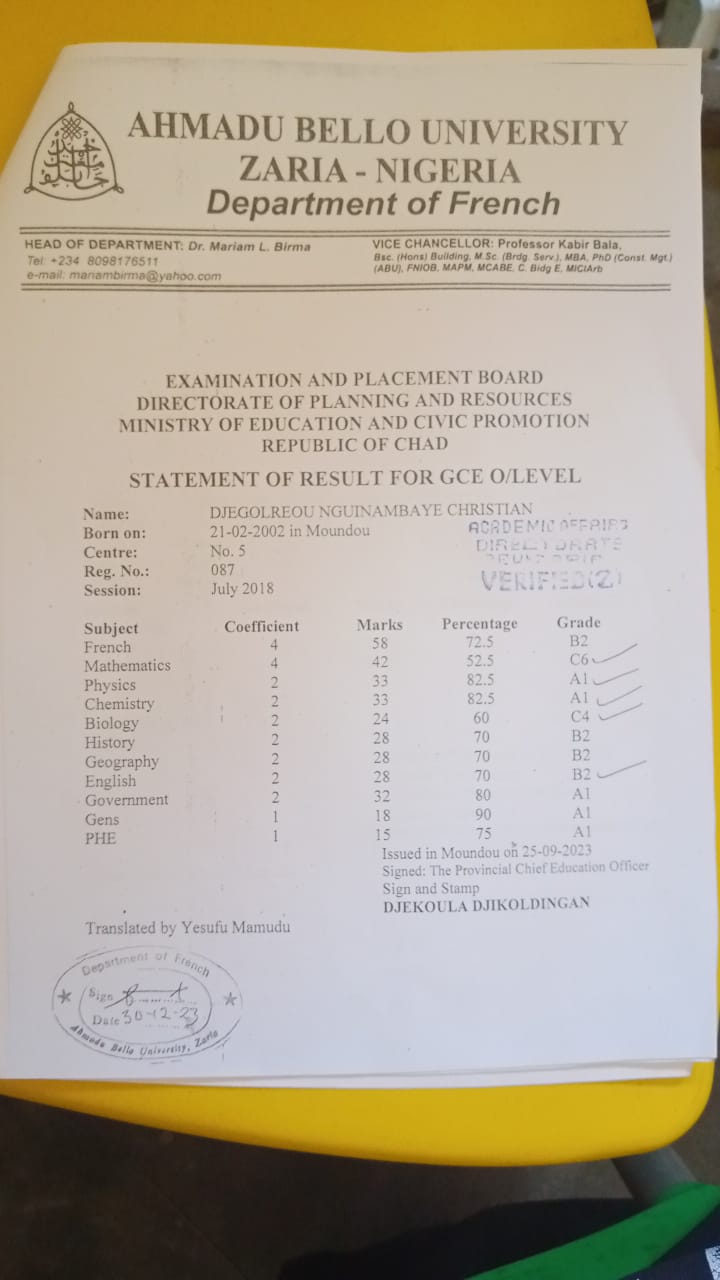 AHMADU BELLO UNIVERSITY
ZARIA - NIGERIA
Department of French
HEAD OF DEPARTMENT: Dr. Mariam L. Birma
Tel: +234 8098176511
e-mail: mariambirma@yahoo.com
VICE CHANCELLOR: Professor Kabir Bala,
Bsc. (Hons) Building, M.Sc. (Brdg. Serv.), MBA, PhD (Const. Mgt.)
(ABU), FNIOB, MAPM, MCABE, C. Bidg E, MICIArb
EXAMINATION AND PLACEMENT BOARD
DIRECTORATE OF PLANNING AND RESOURCES
MINISTRY OF EDUCATION AND CIVIC PROMOTION
REPUBLIC OF CHAD
STATEMENT OF RESULT FOR GCE O/LEVEL
Name: DJEGOLREOU NGUINAMBAYE CHRISTIAN
Born on: 21-02-2002 in Moundou
Centre: No. 5
Reg. No.: 087
Session: July 2018
ACADEMIC AFFAIRS
DIRECTORATE
VERIFIED(2)
Subject Coefficient Marks Percentage Grade
French 4 58 72.5 B2
Mathematics 4 42 52.5 C6
Physics 2 33 82.5 A1
Chemistry 2 33 82.5 A1
Biology 2 24 60 C4
History 2 28 70 B2
Geography 2 28 70 B2
English 2 28 70 B2
Government 2 32 80 A1
Gens 1 18 90 A1
PHE 1 15 75 A1
Issued in Moundou on 25-09-2023
Signed: The Provincial Chief Education Officer
Sign and Stamp
DJEKOULA DJIKOLDINGAN
Translated by Yesufu Mamudu
Department of French
Sign
Date 30-12-23
Ahmadu Bello University, Zaria